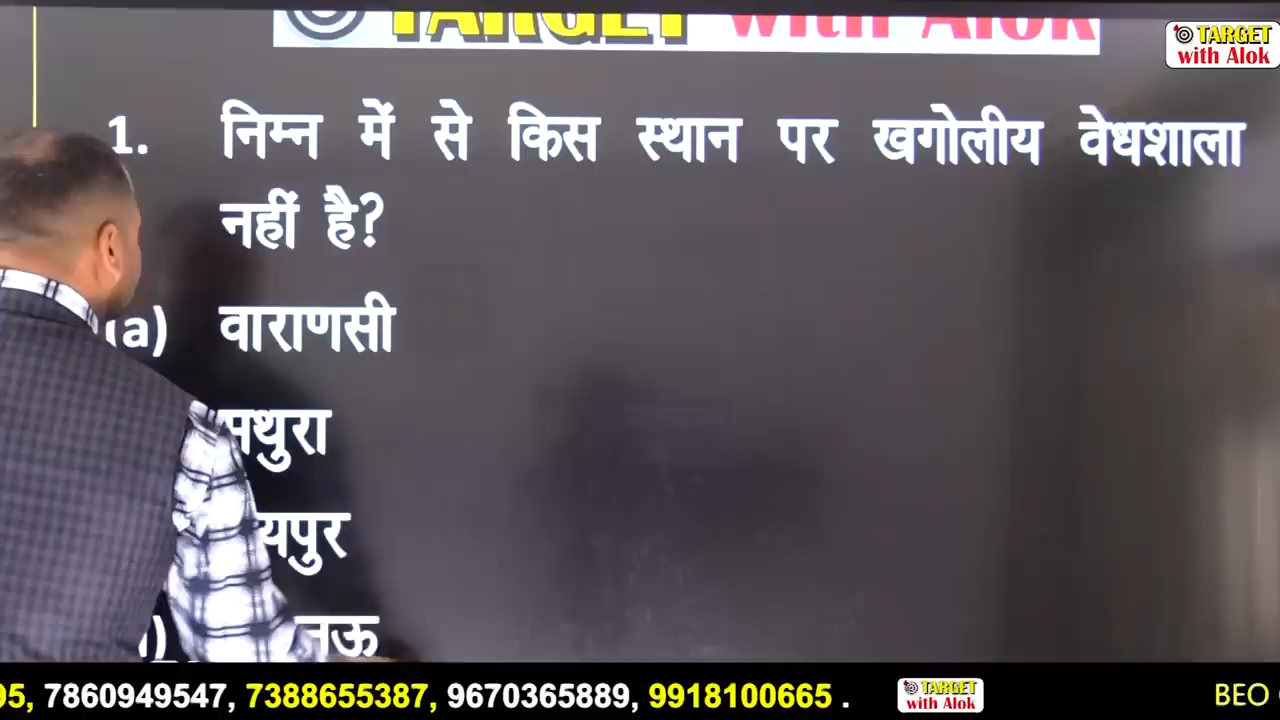 TARGET with Alok
TARGET
with Alok
1. निम्न में से किस स्थान पर खगोलीय वेधशाला
नहीं है?
(a) वाराणसी
मथुरा
यपुर
नऊ
95, 7860949547, 7388655387, 9670365889, 9918100665 .
TARGET
with Alok
BEO